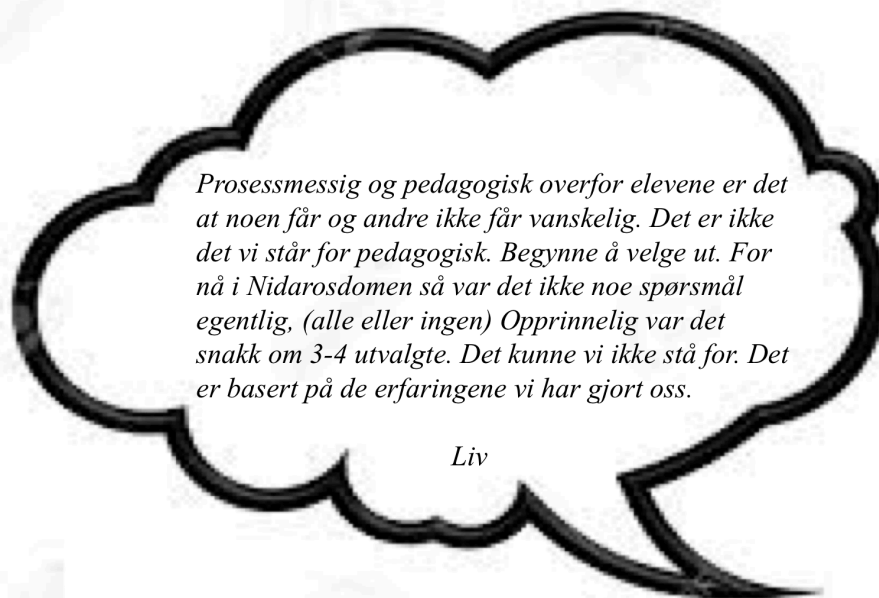 Prosessmessig og pedagogisk overfor elevene er det
at noen får og andre ikke får vanskelig. Det er ikke
det vi står for pedagogisk. Begynne å velge ut. For
nå i Nidarosdomen så var det ikke noe spørsmål
egentlig, (alle eller ingen) Opprinnelig var det
snakk om 3-4 utvalgte. Det kunne vi ikke stå for. Det
er basert på de erfaringene vi har gjort oss.
Liv